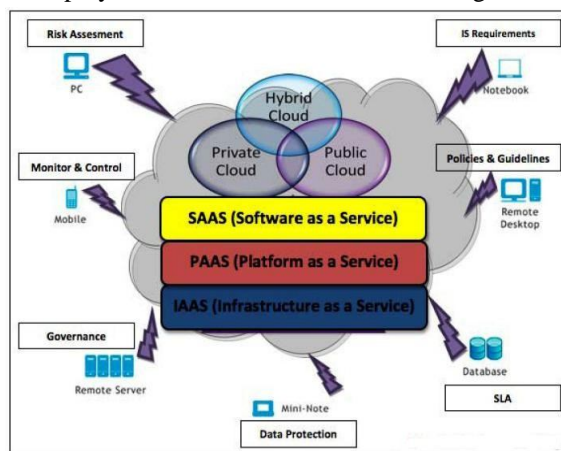 Risk Assesment
PC
IS Requirements
Notebook
Hybrid
Cloud
Private
Cloud
Public
Cloud
Monitor & Control
Mobile
Policies & Guidelines
Remote
Desktop
SAAS (Software as a Service)
PAAS (Platform as a Service)
IAAS (Infrastructure as a Service)
Governance
Remote Server
Database
SLA
Mini-Note
Data Protection